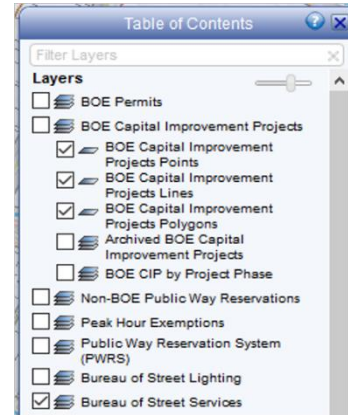 Table of Contents
Filter Layers
Layers
BOE Permits
BOE Capital Improvement Projects
BOE Capital Improvement
Projects Points
BOE Capital Improvement
Projects Lines
BOE Capital Improvement
Projects Polygons
Archived BOE Capital
Improvement Projects
BOE CIP by Project Phase
Non-BOE Public Way Reservations
Peak Hour Exemptions
Public Way Reservation System
(PWRS)
Bureau of Street Lighting
Bureau of Street Services